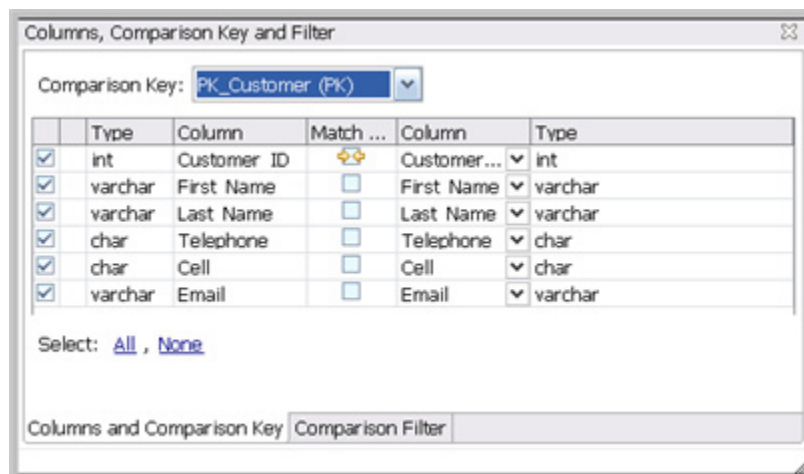 Columns, Comparison Key and Filter
Comparison Key: PK_Customer (PK)
Type Column Match ... Column Type
int Customer ID Customer... int
varchar First Name First Name varchar
varchar Last Name Last Name varchar
char Telephone Telephone char
char Cell Cell char
varchar Email Email varchar
Select: All , None
Columns and Comparison Key Comparison Filter